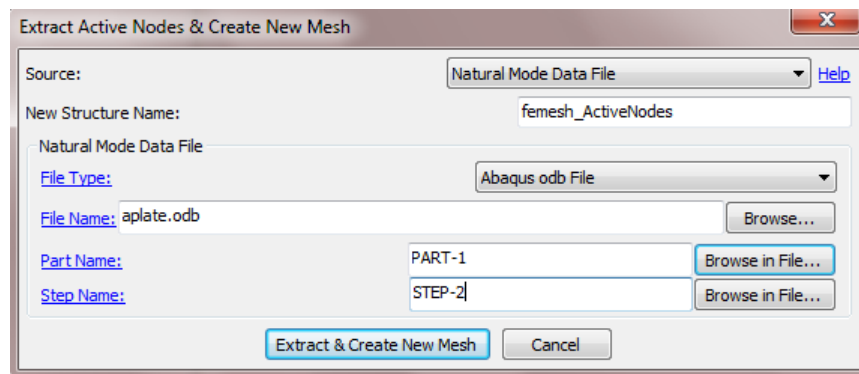 Extract Active Nodes & Create New Mesh
Source: Natural Mode Data File Help
New Structure Name: femesh_ActiveNodes
Natural Mode Data File
File Type: Abaqus odb File
File Name: aplate.odb Browse...
Part Name: PART-1 Browse in File...
Step Name: STEP-2 Browse in File...
Extract & Create New Mesh Cancel